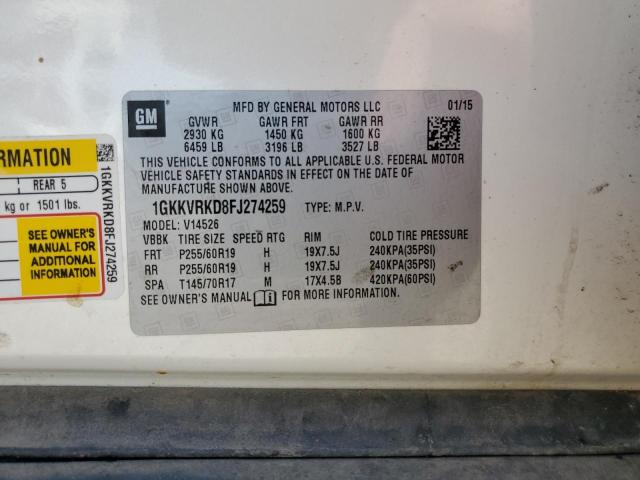 GM
MFD BY GENERAL MOTORS LLC 01/15
GVWR GAWR FRT GAWR RR
2930 KG 1450 KG 1600 KG
6459 LB 3196 LB 3527 LB
THIS VEHICLE CONFORMS TO ALL APPLICABLE U.S. FEDERAL MOTOR
VEHICLE SAFETY STANDARDS IN EFFECT ON THE DATE OF
MANUFACTURE SHOWN ABOVE.
1GKKVRKD8FJ274259 TYPE: M.P.V.
MODEL: V14526
VBBK TIRE SIZE SPEED RTG RIM COLD TIRE PRESSURE
FRT P255/60R19 H 19X7.5J 240KPA(35PSI)
RR P255/60R19 H 19X7.5J 240KPA(35PSI)
SPA T145/70R17 M 17X4.5B 420KPA(60PSI)
SEE OWNER'S MANUAL FOR MORE INFORMATION.
RMATION
REAR 5
kg or 1501 lbs.
SEE OWNER'S
MANUAL FOR
ADDITIONAL
INFORMATION
1GKKVRKD8FJ274259